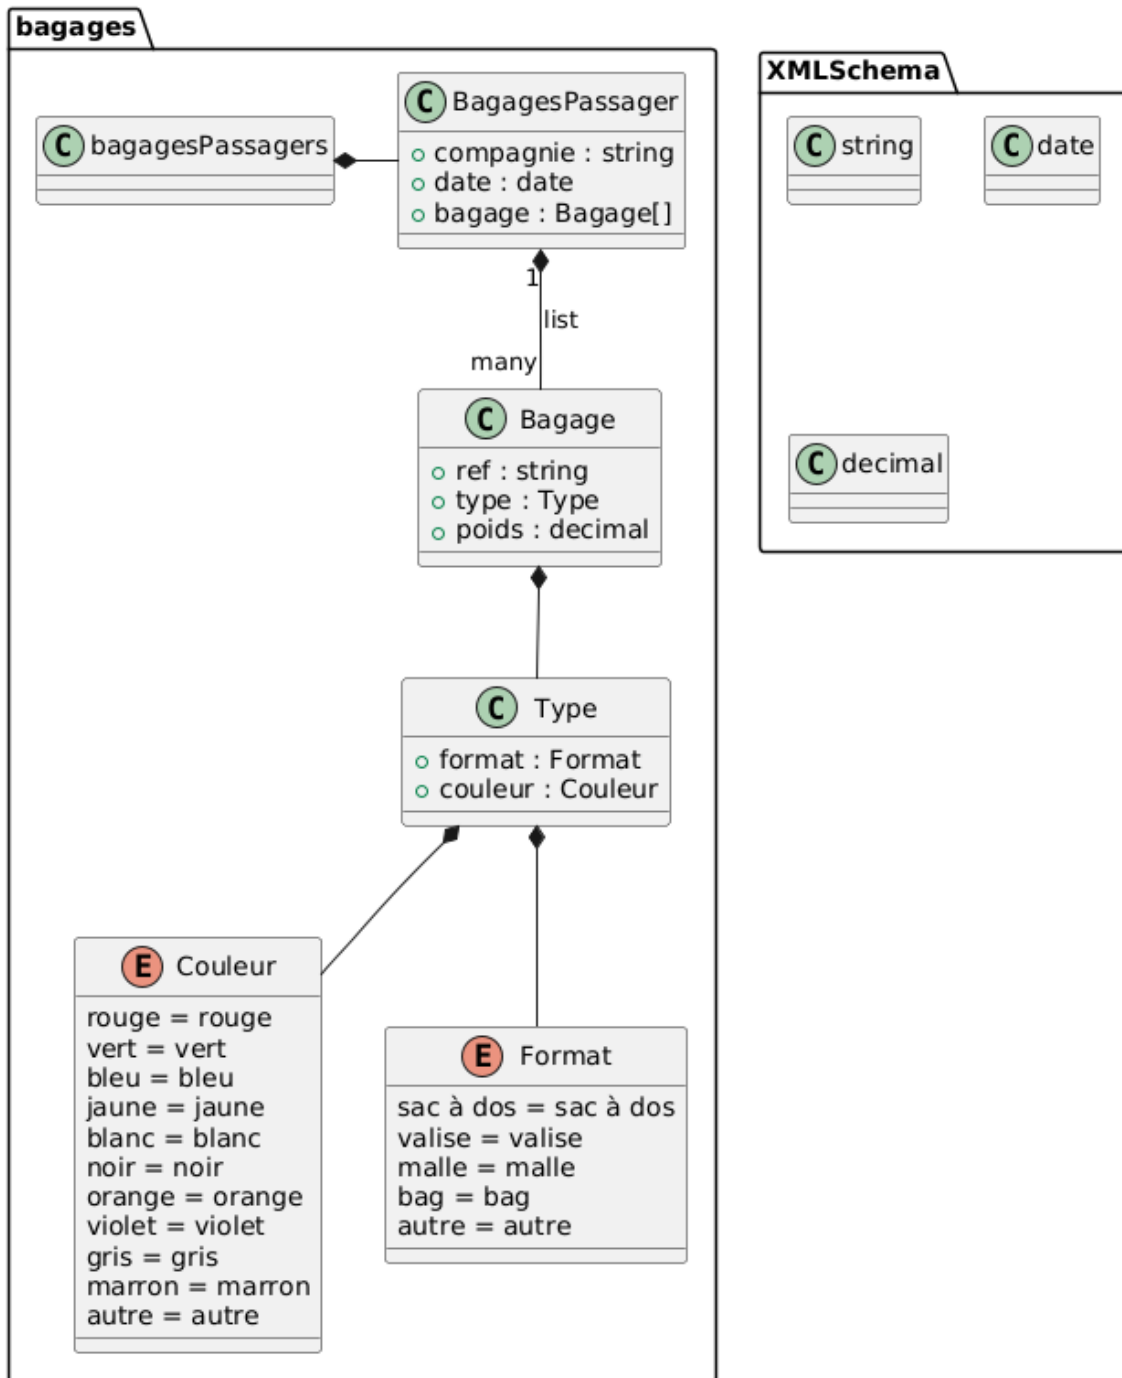 bagages
C bagagesPassagers
C BagagesPassager
compagnie : string
date : date
bagage : Bagage[]
1
list
many
C Bagage
ref : string
type : Type
poids : decimal
C Type
format : Format
couleur : Couleur
E Couleur
rouge = rouge
vert = vert
bleu = bleu
jaune = jaune
blanc = blanc
noir = noir
orange = orange
violet = violet
gris = gris
marron = marron
autre = autre
E Format
sac à dos = sac à dos
valise = valise
malle = malle
bag = bag
autre = autre
XMLSchema
C string
C date
C decimal